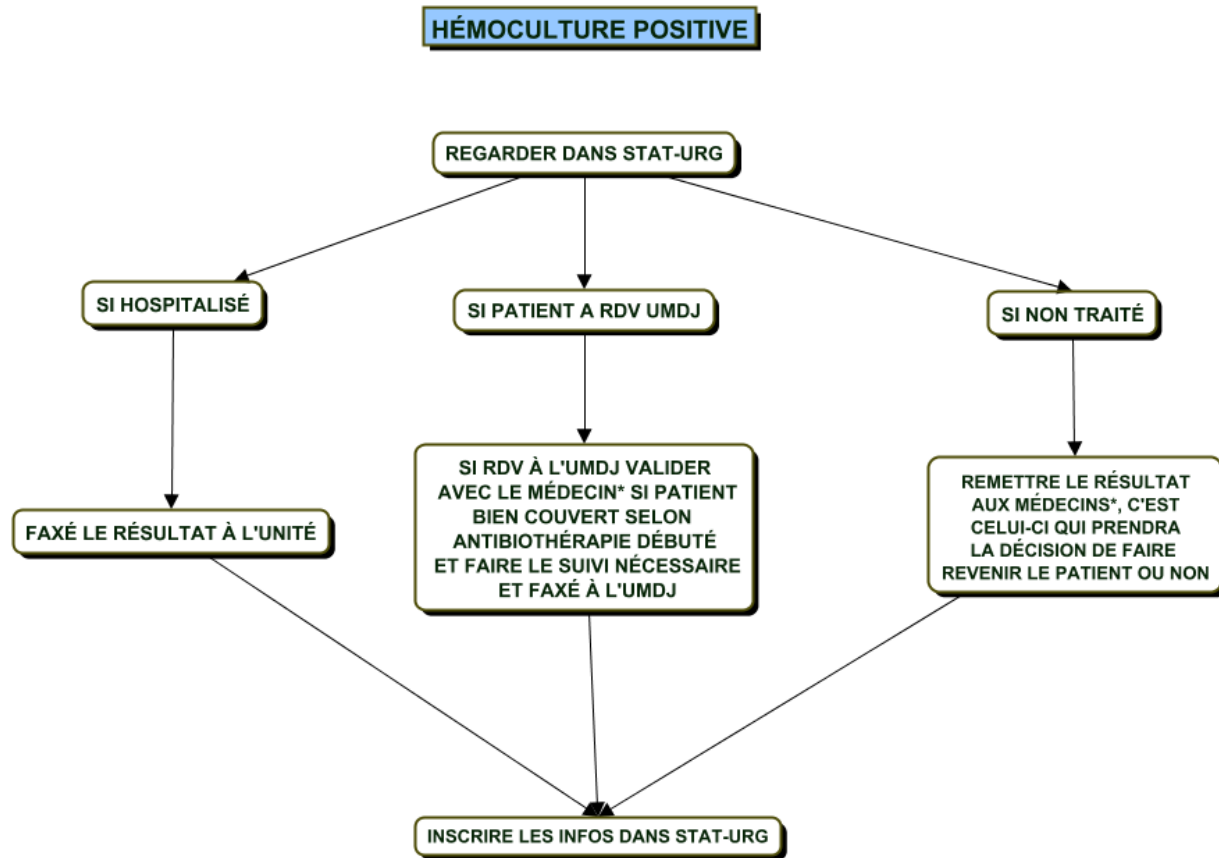 HÉMOCULTURE POSITIVE
REGARDER DANS STAT-URG
SI HOSPITALISÉ
SI PATIENT A RDV UMDJ
SI NON TRAITÉ
FAXÉ LE RÉSULTAT À L'UNITÉ
SI RDV À L'UMDJ VALIDER
AVEC LE MÉDECIN* SI PATIENT
BIEN COUVERT SELON
ANTIBIOTHÉRAPIE DÉBUTÉ
ET FAIRE LE SUIVI NÉCESSAIRE
ET FAXÉ À L'UMDJ
REMETTRE LE RÉSULTAT
AUX MÉDECINS*, C'EST
CELUI-CI QUI PRENDRA
LA DÉCISION DE FAIRE
REVENIR LE PATIENT OU NON
INSCRIRE LES INFOS DANS STAT-URG